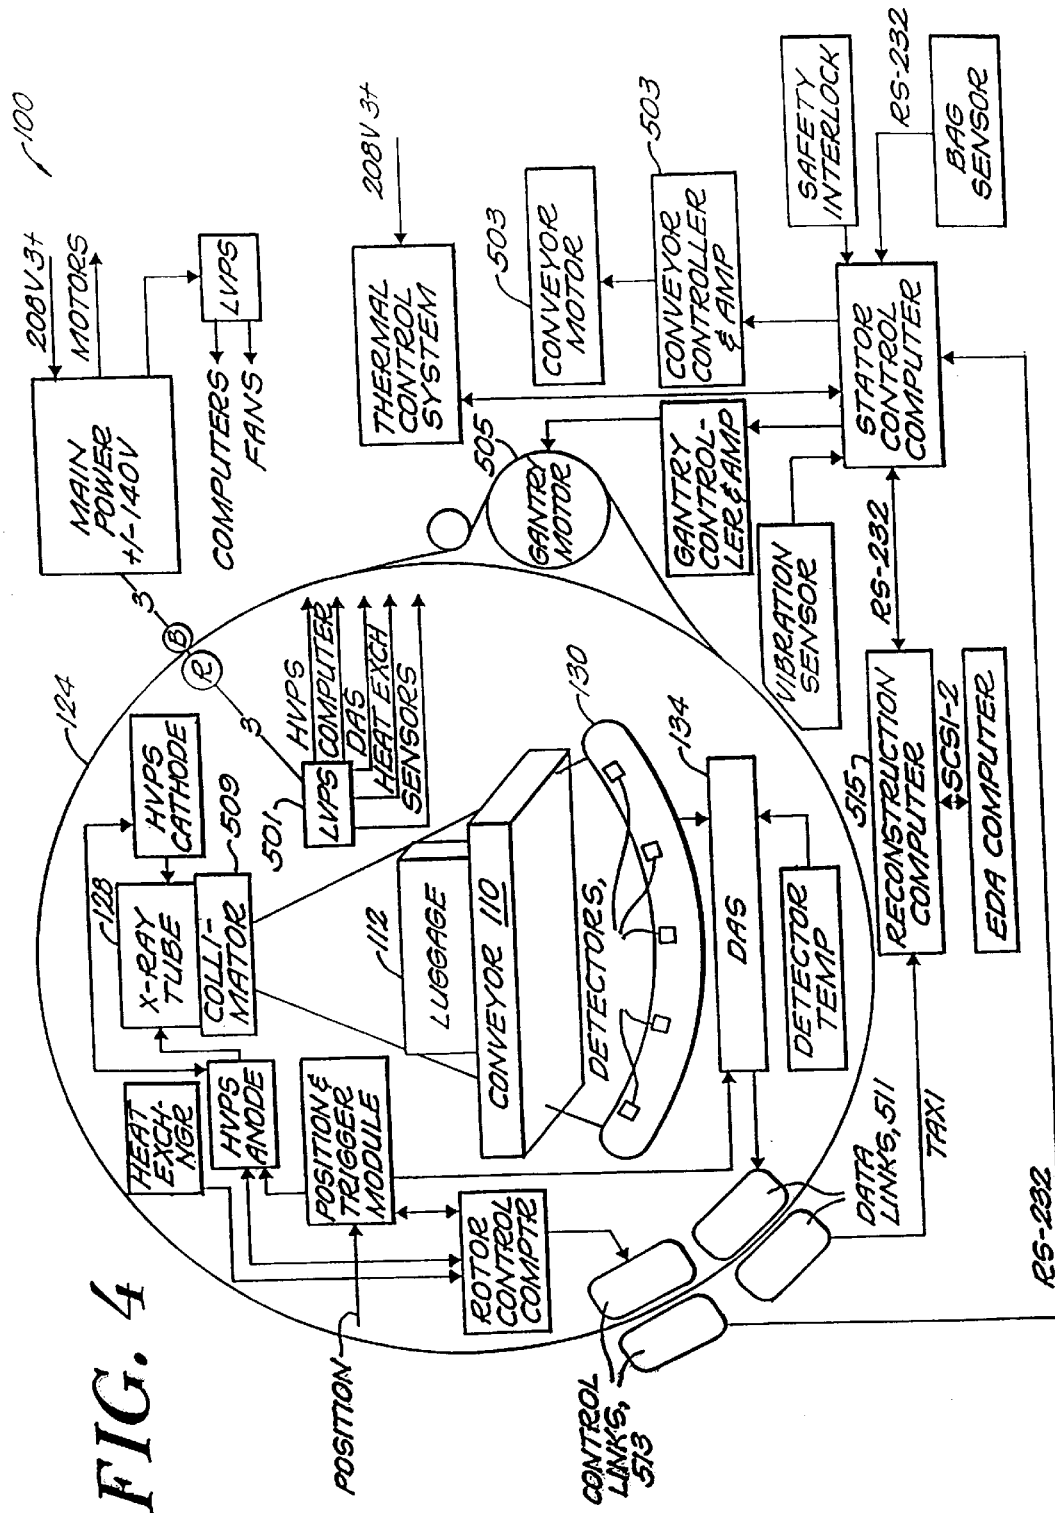 FIG. 4
100
208V 3+
MOTORS
MAIN
POWER
+/-140V
LVPS
COMPUTERS
FANS
3
B
R
3
124
208V 3+
THERMAL
CONTROL
SYSTEM
503
CONVEYOR
MOTOR
503
CONVEYOR
CONTROLLER
& AMP
505
GANTRY
MOTOR
GANTRY
CONTROL-
LER & AMP
VIBRATION
SENSOR
SAFETY
INTERLOCK
RS-232
BAG
SENSOR
STATOR
CONTROL
COMPUTER
RS-232
515
RECONSTRUCTION
COMPUTER
SCSI-2
EDA COMPUTER
HVPS
CATHODE
128
X-RAY
TUBE
509
COLLI-
MATOR
501
LVPS
HVPS
COMPUTER
DAS
HEAT EXCH
SENSORS
HEAT
EXCH-
NGR
HVPS
ANODE
POSITION &
TRIGGER
MODULE
POSITION
ROTOR
CONTROL
COMPTR
112
LUGGAGE
CONVEYOR 110
DETECTORS,
130
134
DAS
DETECTOR
TEMP
DATA
LINKS, 511
TAXI
CONTROL
LINKS,
513
RS-232